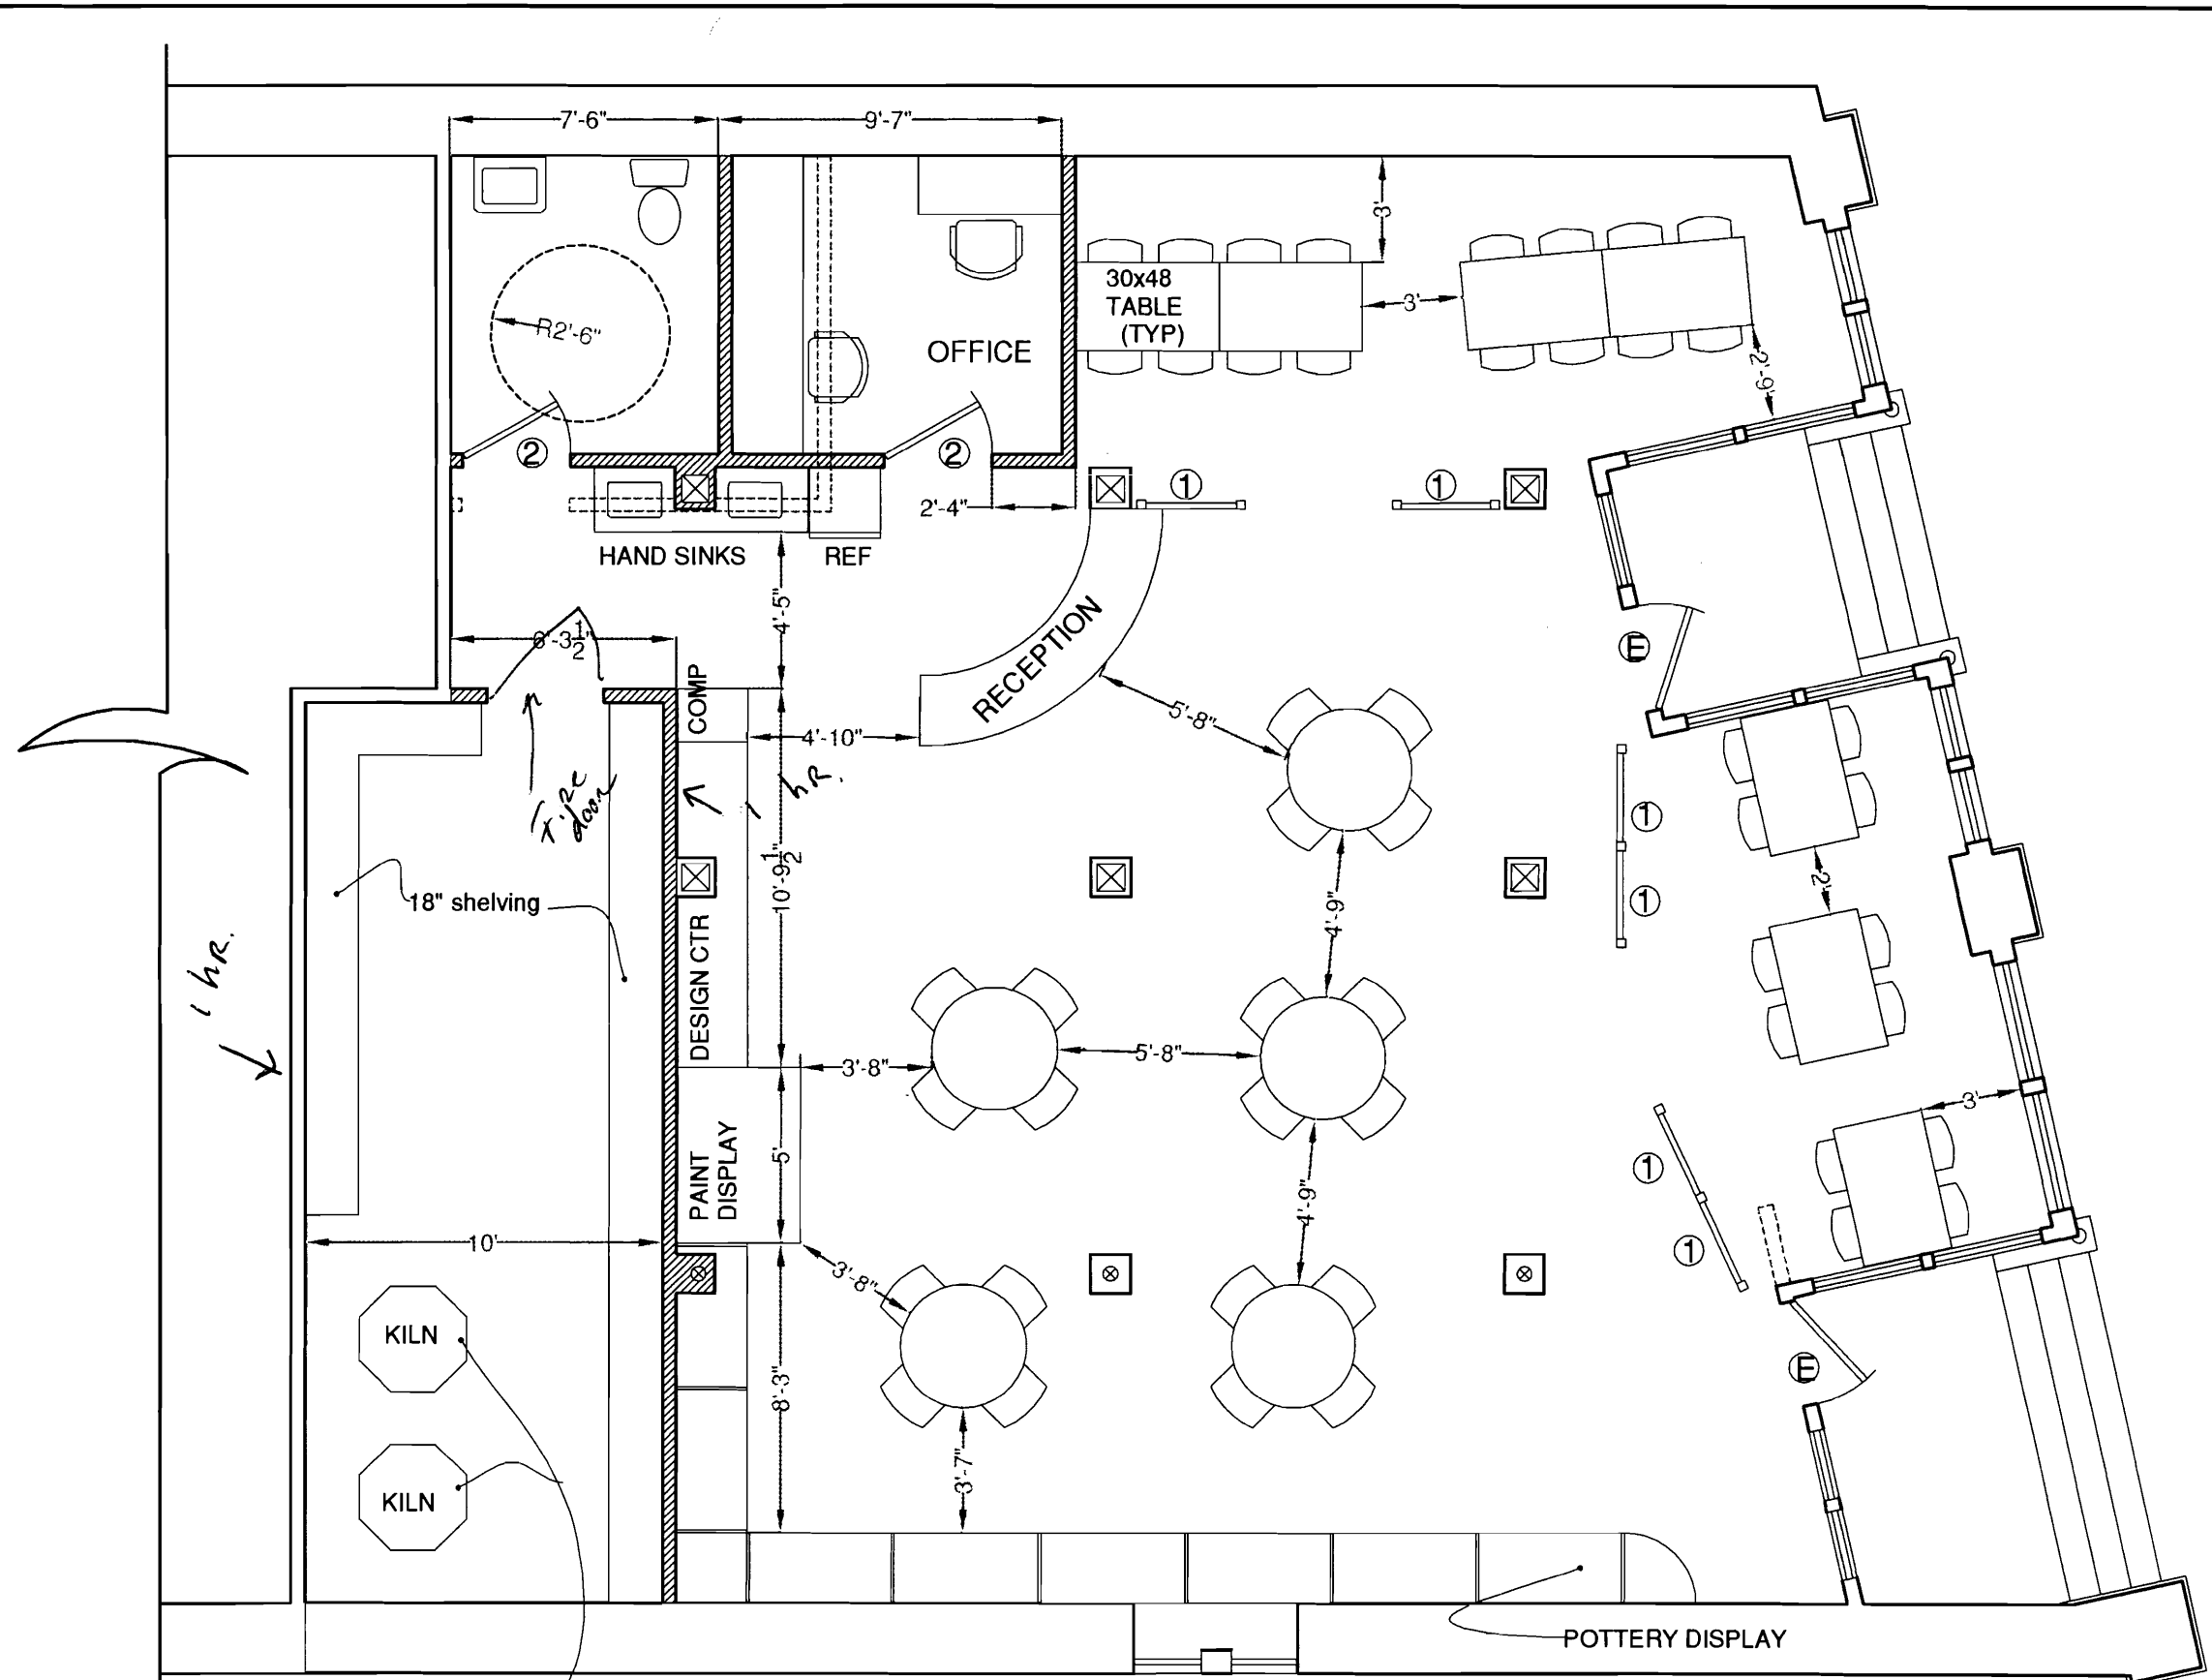 7'-6"
9'-7"
3'
R2'-6"
30x48
TABLE
(TYP)
3'
OFFICE
2'-9"
2
2
1
1
2'-4"
HAND SINKS
REF
4'-5"
6'-3 1/2"
RECEPTION
E
COMP
5'-8"
4'-10"
1 hR.
20
door
1
2'
10'-9 1/2"
18" shelving
4'-9"
1
1 hR.
DESIGN CTR
5'-8"
3'-8"
3'
PAINT
DISPLAY
5'
1
4'-9"
10'
1
3'-8"
KILN
E
8'-3"
3'-7"
KILN
POTTERY DISPLAY